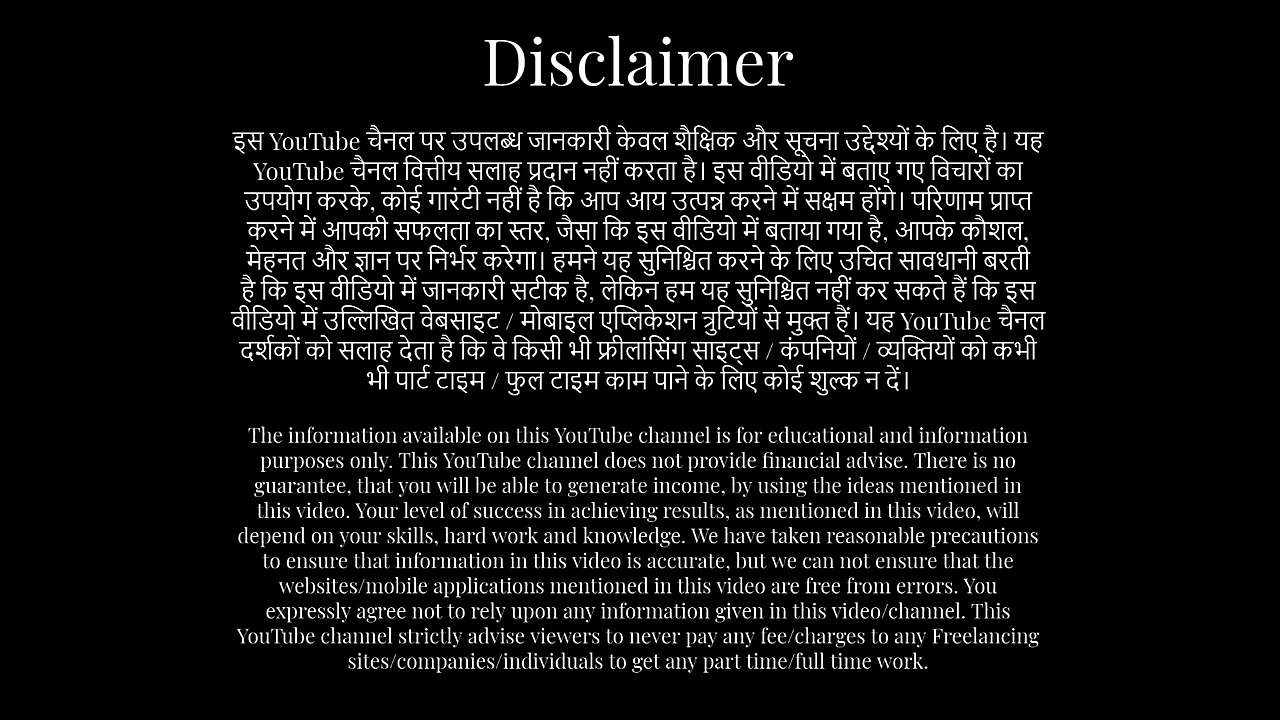 Disclaimer
इस YouTube चैनल पर उपलब्ध जानकारी केवल शैक्षिक और सूचना उद्देश्यों के लिए है। यह
YouTube चैनल वित्तीय सलाह प्रदान नहीं करता है। इस वीडियो में बताए गए विचारों का
उपयोग करके, कोई गारंटी नहीं है कि आप आय उत्पन्न करने में सक्षम होंगे। परिणाम प्राप्त
करने में आपकी सफलता का स्तर, जैसा कि इस वीडियो में बताया गया है, आपके कौशल,
मेहनत और ज्ञान पर निर्भर करेगा। हमने यह सुनिश्चित करने के लिए उचित सावधानी बरती
है कि इस वीडियो में जानकारी सटीक है, लेकिन हम यह सुनिश्चित नहीं कर सकते हैं कि इस
वीडियो में उल्लिखित वेबसाइट / मोबाइल एप्लिकेशन त्रुटियों से मुक्त हैं। यह YouTube चैनल
दर्शकों को सलाह देता है कि वे किसी भी फ्रीलांसिंग साइट्स / कंपनियों / व्यक्तियों को कभी
भी पार्ट टाइम / फुल टाइम काम पाने के लिए कोई शुल्क न दें।
The information available on this YouTube channel is for educational and information
purposes only. This YouTube channel does not provide financial advise. There is no
guarantee, that you will be able to generate income, by using the ideas mentioned in
this video. Your level of success in achieving results, as mentioned in this video, will
depend on your skills, hard work and knowledge. We have taken reasonable precautions
to ensure that information in this video is accurate, but we can not ensure that the
websites/mobile applications mentioned in this video are free from errors. You
expressly agree not to rely upon any information given in this video/channel. This
YouTube channel strictly advise viewers to never pay any fee/charges to any Freelancing
sites/companies/individuals to get any part time/full time work.